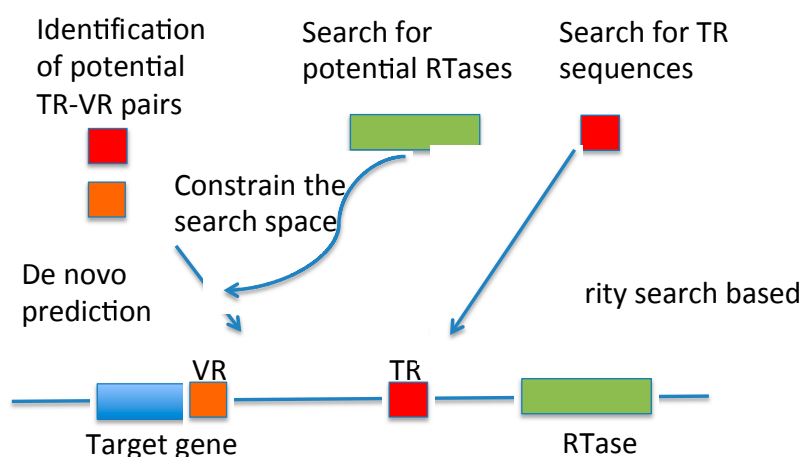 Identification
of potential
TR-VR pairs
Search for
potential RTases
Search for TR
sequences
Constrain the
search space
De novo
prediction
rity search based
VR
TR
Target gene
RTase